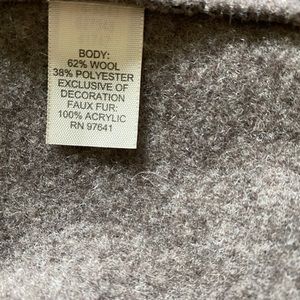 BODY:
62% WOOL
38% POLYESTER
EXCLUSIVE OF
DECORATION
FAUX FUR:
100% ACRYLIC
RN 97641